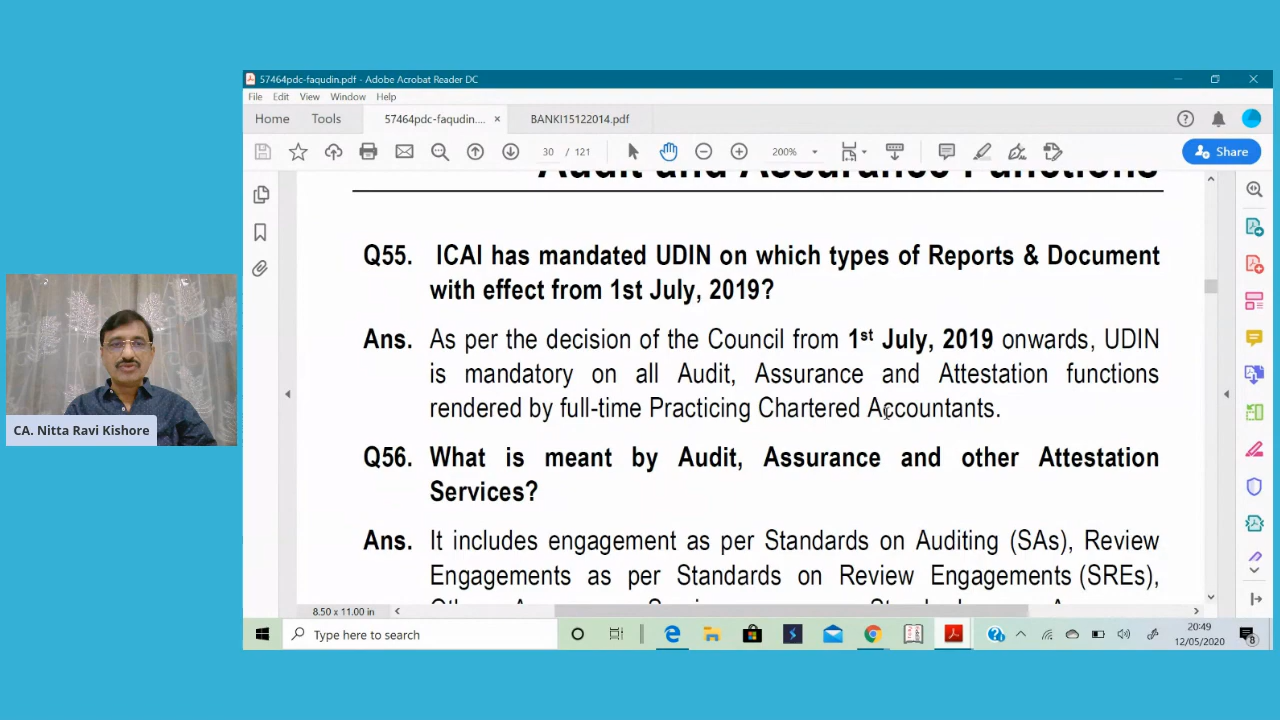 57464pdc-faqudin.pdf - Adobe Acrobat Reader DC
File Edit View Window Help
Home Tools 57464pdc-faqudin.... × BANKI15122014.pdf
30 / 121 200% Share
Audit and Assurance Functions
Q55. ICAI has mandated UDIN on which types of Reports & Document
with effect from 1st July, 2019?
Ans. As per the decision of the Council from 1st July, 2019 onwards, UDIN
is mandatory on all Audit, Assurance and Attestation functions
rendered by full-time Practicing Chartered Accountants.
Q56. What is meant by Audit, Assurance and other Attestation
Services?
Ans. It includes engagement as per Standards on Auditing (SAs), Review
Engagements as per Standards on Review Engagements (SREs),
CA. Nitta Ravi Kishore
8.50 x 11.00 in
Type here to search
20:49
12/05/2020
8